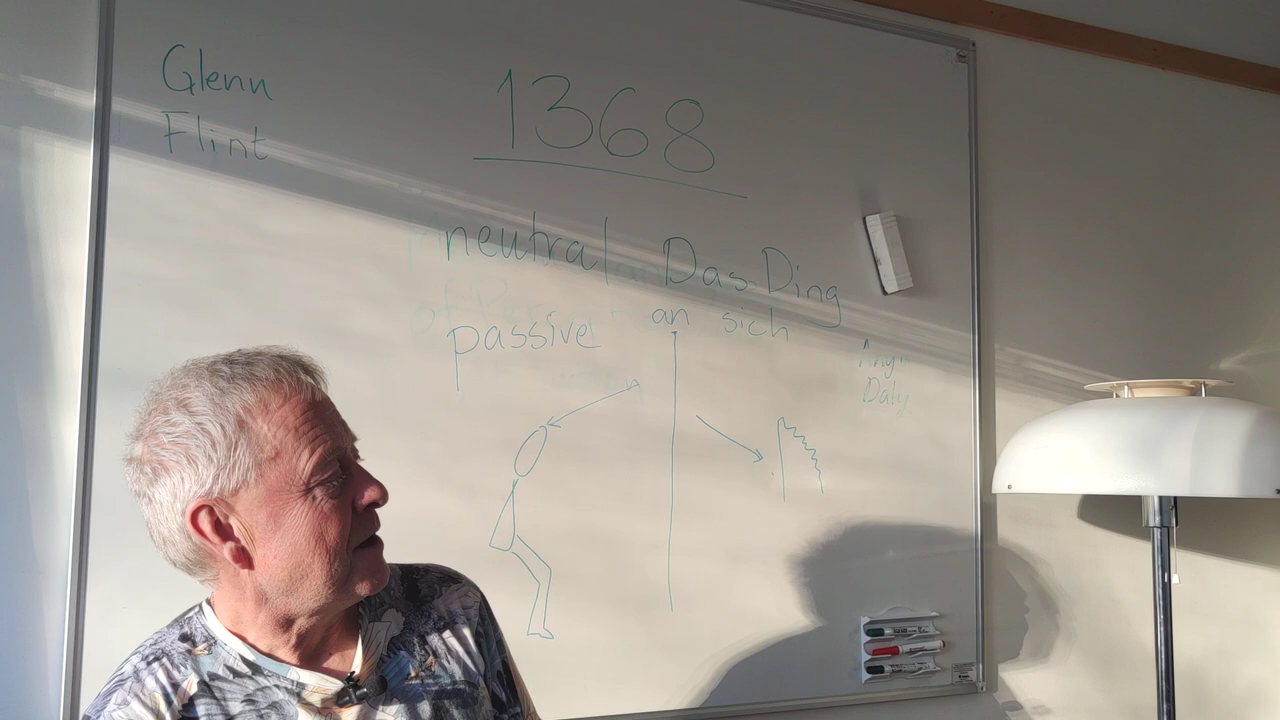 Glenn
Flint
1368
neutral Das Ding
passive an sich
Daly